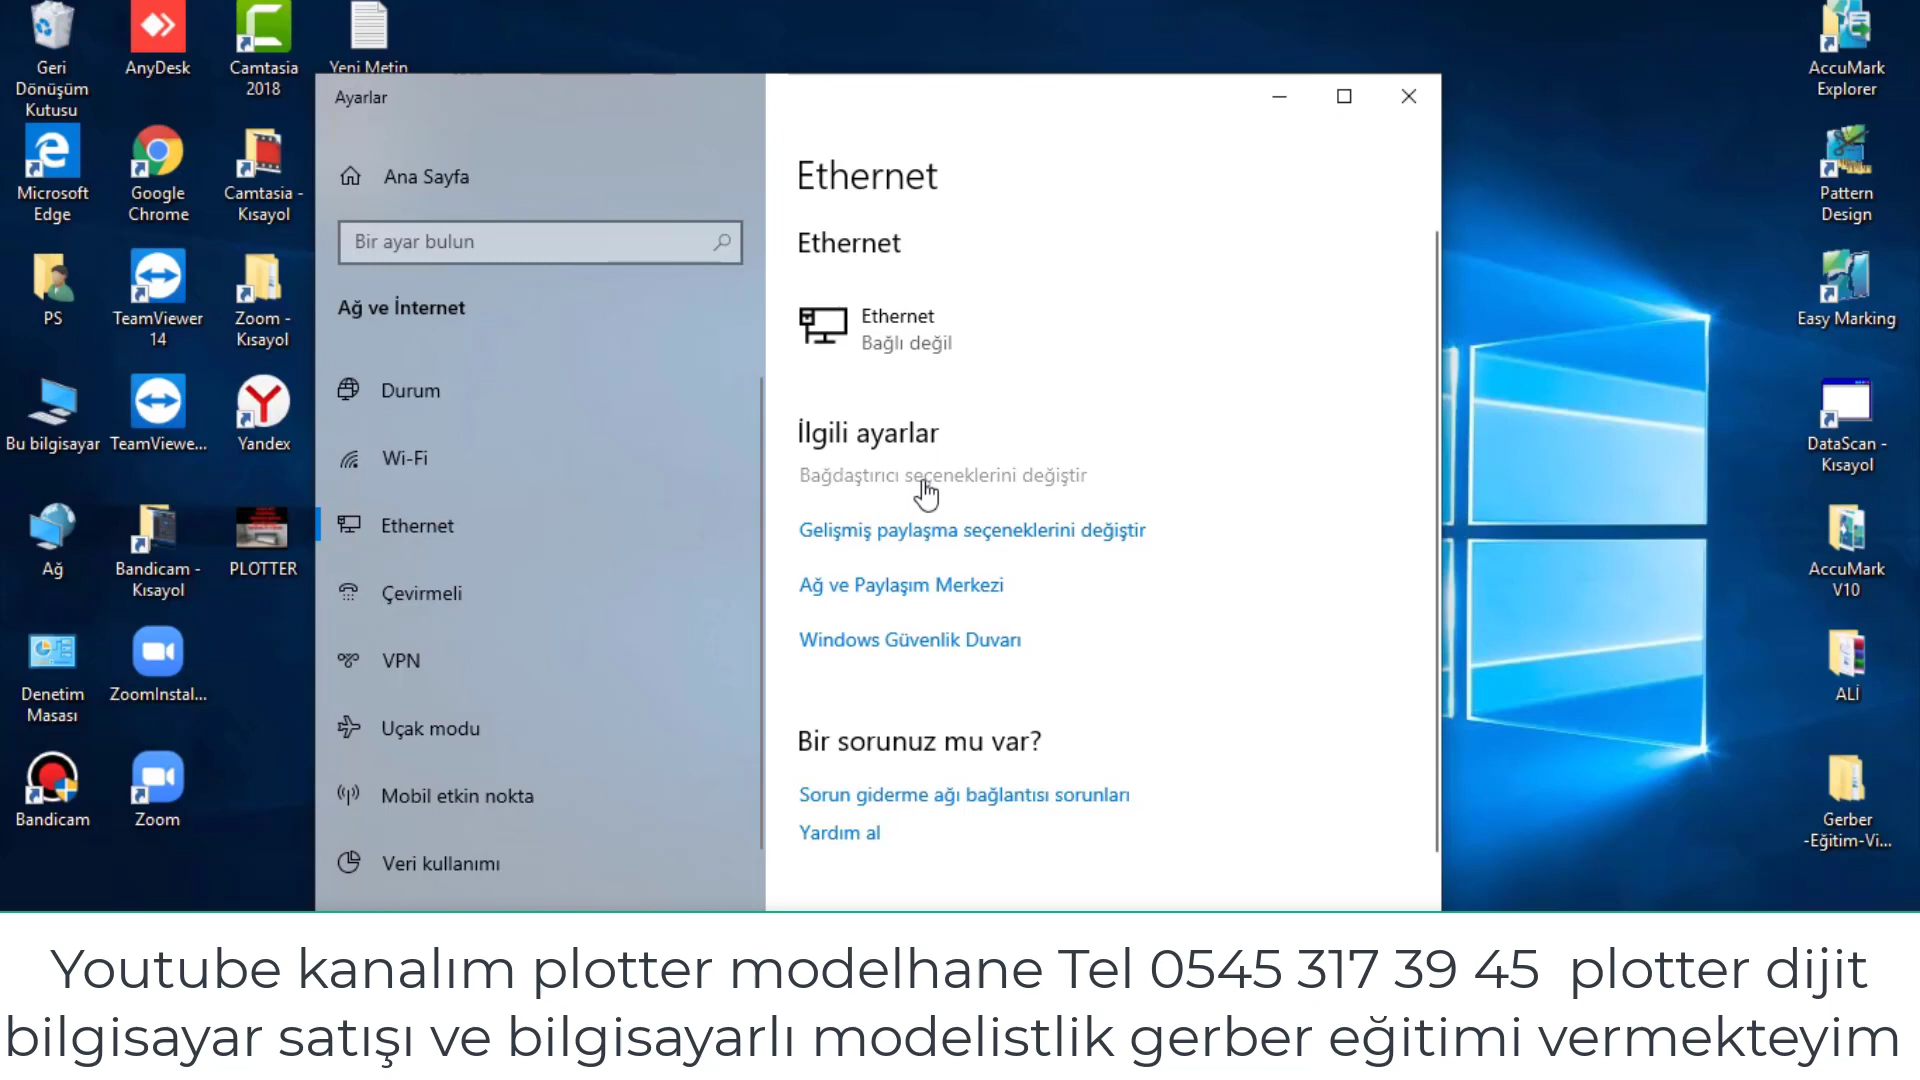 Geri
Dönüşüm
Kutusu
AnyDesk
Camtasia
2018
Yeni Metin
Microsoft
Edge
Google
Chrome
Camtasia -
Kısayol
PS
TeamViewer
14
Zoom -
Kısayol
Bu bilgisayar
TeamViewe...
Yandex
Ağ
Bandicam -
Kısayol
PLOTTER
Denetim
Masası
ZoomInstal...
Bandicam
Zoom
Ayarlar
Ana Sayfa
Bir ayar bulun
Ağ ve İnternet
Durum
Wi-Fi
Ethernet
Çevirmeli
VPN
Uçak modu
Mobil etkin nokta
Veri kullanımı
Ethernet
Ethernet
Ethernet
Bağlı değil
İlgili ayarlar
Bağdaştırıcı seçeneklerini değiştir
Gelişmiş paylaşma seçeneklerini değiştir
Ağ ve Paylaşım Merkezi
Windows Güvenlik Duvarı
Bir sorunuz mu var?
Sorun giderme ağı bağlantısı sorunları
Yardım al
AccuMark
Explorer
Pattern
Design
Easy Marking
DataScan -
Kısayol
AccuMark
V10
ALİ
Gerber
-Eğitim-Vi...
Youtube kanalım plotter modelhane Tel 0545 317 39 45 plotter dijit
bilgisayar satışı ve bilgisayarlı modelistlik gerber eğitimi vermekteyim